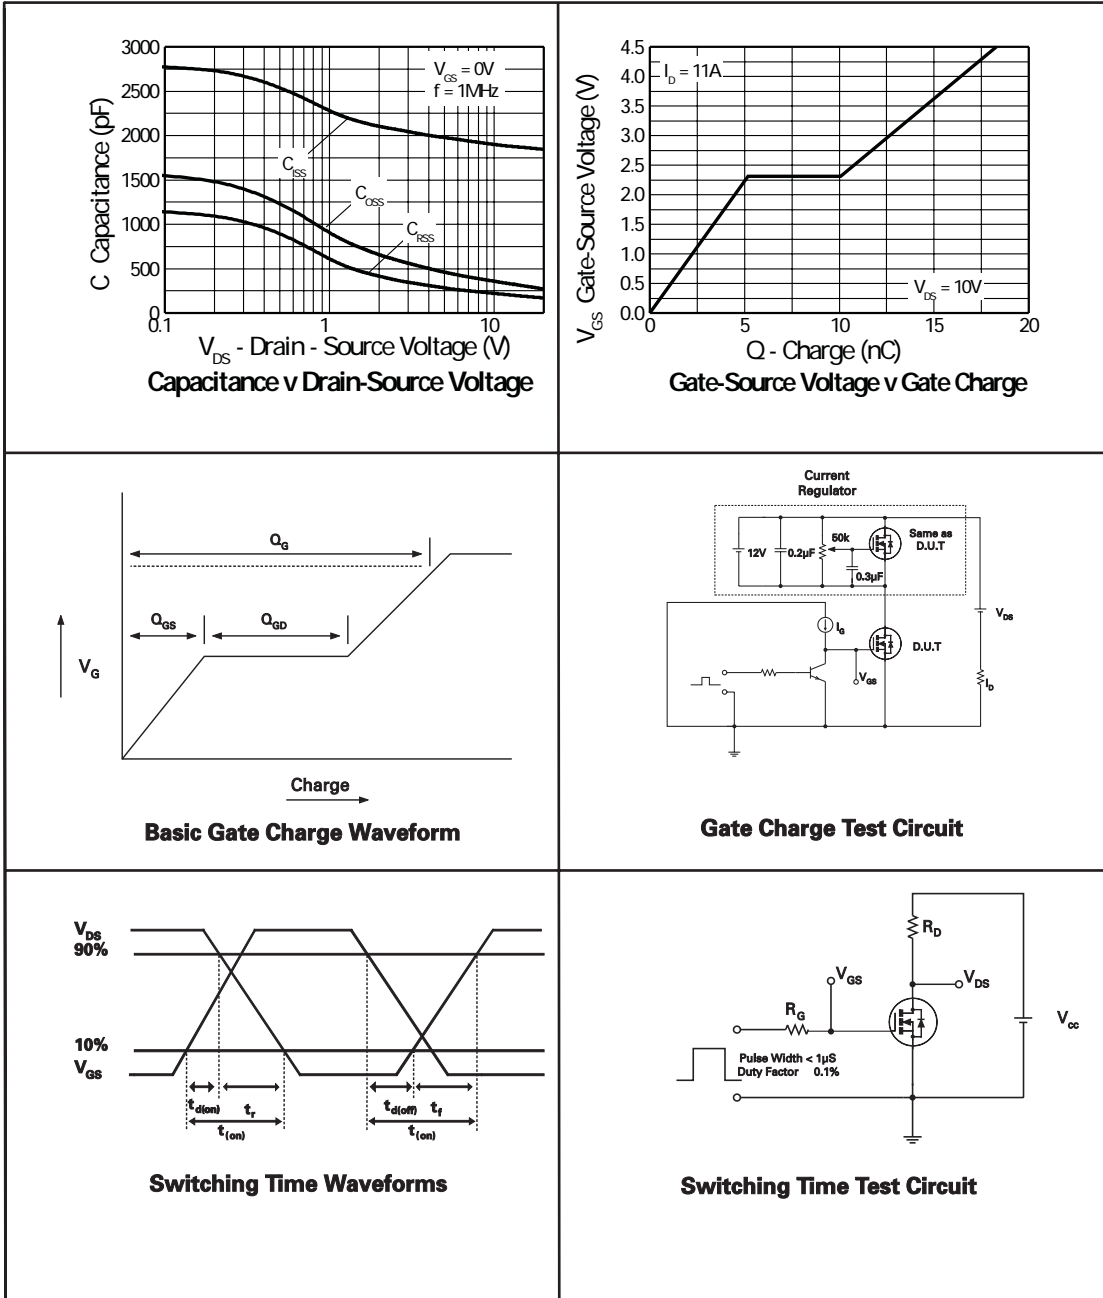 3000
2500
2000
1500
1000
500
0
C Capacitance (pF)
V_GS = 0V
f = 1MHz
C_ISS
C_OSS
C_RSS
0.1 1 10
V_DS - Drain - Source Voltage (V)
Capacitance v Drain-Source Voltage
4.5
4.0
3.5
3.0
2.5
2.0
1.5
1.0
0.5
0.0
V_GS Gate-Source Voltage (V)
I_D = 11A
V_DS = 10V
0 5 10 15 20
Q - Charge (nC)
Gate-Source Voltage v Gate Charge
Q_G
Q_GS
Q_GD
V_G
Charge
Basic Gate Charge Waveform
Current
Regulator
12V
0.2µF
50k
0.3µF
Same as
D.U.T
V_DS
I_G
D.U.T
V_GS
I_D
Gate Charge Test Circuit
V_DS
90%
10%
V_GS
t_d(on) t_r
t_(on)
t_d(off) t_f
t_(on)
Switching Time Waveforms
R_D
V_GS
V_DS
R_G
V_cc
Pulse Width < 1µS
Duty Factor 0.1%
Switching Time Test Circuit